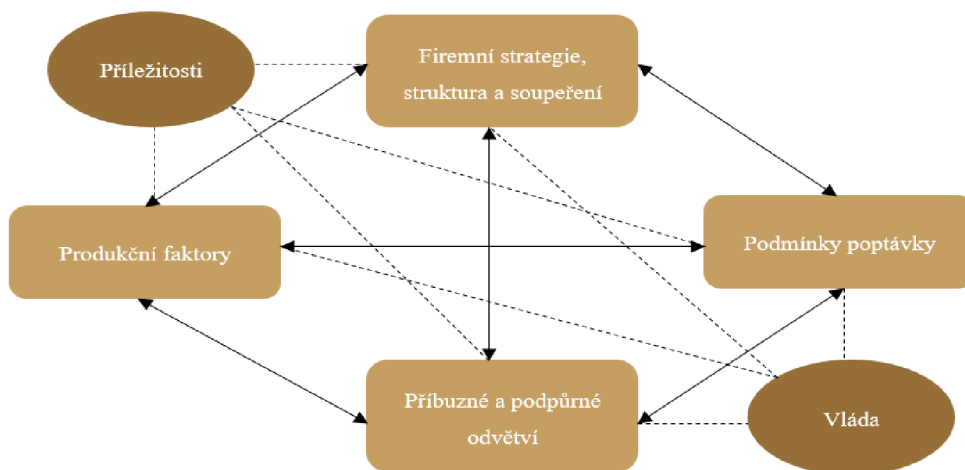 Příležitosti
Firemní strategie,
struktura a soupeření
Produkční faktory
Podmínky poptávky
Příbuzné a podpůrné
odvětví
Vláda